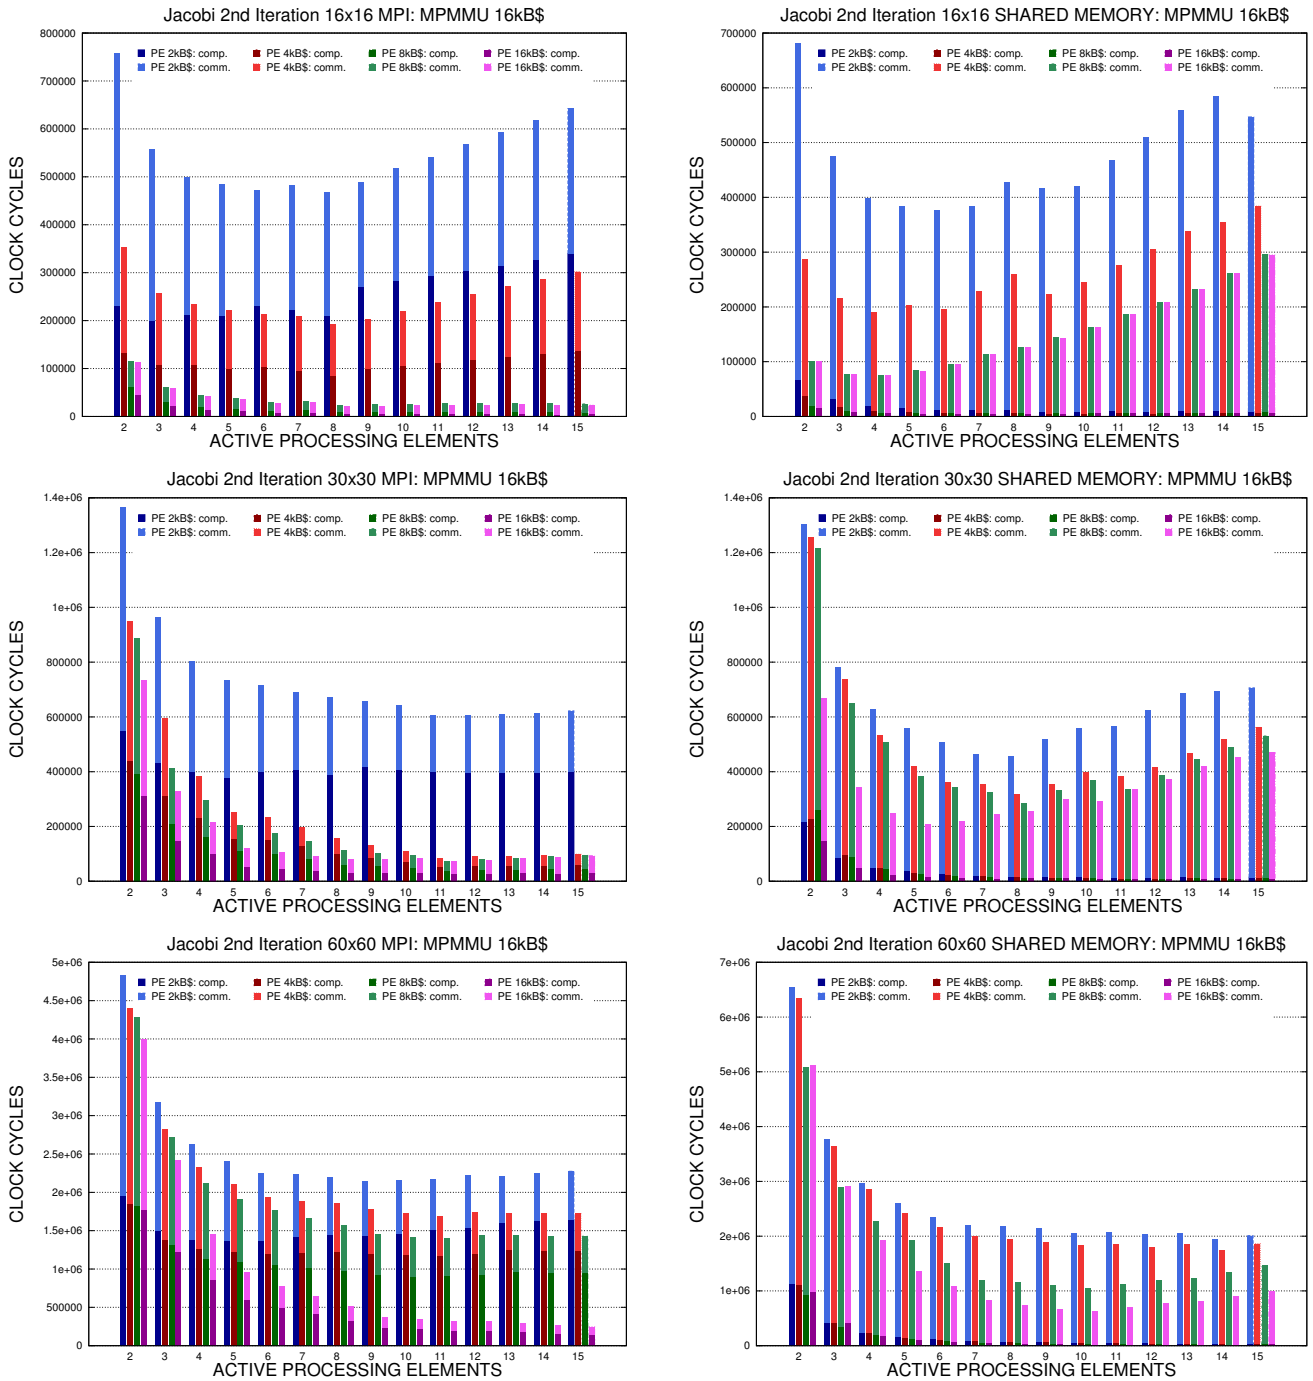 Jacobi 2nd Iteration 16x16 MPI: MPMMU 16kB$
800000
700000
600000
500000
400000
300000
200000
100000
0
CLOCK CYCLES
PE 2kB$: comp. PE 4kB$: comp. PE 8kB$: comp. PE 16kB$: comp.
PE 2kB$: comm. PE 4kB$: comm. PE 8kB$: comm. PE 16kB$: comm.
2 3 4 5 6 7 8 9 10 11 12 13 14 15
ACTIVE PROCESSING ELEMENTS
Jacobi 2nd Iteration 16x16 SHARED MEMORY: MPMMU 16kB$
700000
600000
500000
400000
300000
200000
100000
0
CLOCK CYCLES
PE 2kB$: comp. PE 4kB$: comp. PE 8kB$: comp. PE 16kB$: comp.
PE 2kB$: comm. PE 4kB$: comm. PE 8kB$: comm. PE 16kB$: comm.
2 3 4 5 6 7 8 9 10 11 12 13 14 15
ACTIVE PROCESSING ELEMENTS
Jacobi 2nd Iteration 30x30 MPI: MPMMU 16kB$
1.4e+06
1.2e+06
1e+06
800000
600000
400000
200000
0
CLOCK CYCLES
PE 2kB$: comp. PE 4kB$: comp. PE 8kB$: comp. PE 16kB$: comp.
PE 2kB$: comm. PE 4kB$: comm. PE 8kB$: comm. PE 16kB$: comm.
2 3 4 5 6 7 8 9 10 11 12 13 14 15
ACTIVE PROCESSING ELEMENTS
Jacobi 2nd Iteration 30x30 SHARED MEMORY: MPMMU 16kB$
1.4e+06
1.2e+06
1e+06
800000
600000
400000
200000
0
CLOCK CYCLES
PE 2kB$: comp. PE 4kB$: comp. PE 8kB$: comp. PE 16kB$: comp.
PE 2kB$: comm. PE 4kB$: comm. PE 8kB$: comm. PE 16kB$: comm.
2 3 4 5 6 7 8 9 10 11 12 13 14 15
ACTIVE PROCESSING ELEMENTS
Jacobi 2nd Iteration 60x60 MPI: MPMMU 16kB$
5e+06
4.5e+06
4e+06
3.5e+06
3e+06
2.5e+06
2e+06
1.5e+06
1e+06
500000
0
CLOCK CYCLES
PE 2kB$: comp. PE 4kB$: comp. PE 8kB$: comp. PE 16kB$: comp.
PE 2kB$: comm. PE 4kB$: comm. PE 8kB$: comm. PE 16kB$: comm.
2 3 4 5 6 7 8 9 10 11 12 13 14 15
ACTIVE PROCESSING ELEMENTS
Jacobi 2nd Iteration 60x60 SHARED MEMORY: MPMMU 16kB$
7e+06
6e+06
5e+06
4e+06
3e+06
2e+06
1e+06
0
CLOCK CYCLES
PE 2kB$: comp. PE 4kB$: comp. PE 8kB$: comp. PE 16kB$: comp.
PE 2kB$: comm. PE 4kB$: comm. PE 8kB$: comm. PE 16kB$: comm.
2 3 4 5 6 7 8 9 10 11 12 13 14 15
ACTIVE PROCESSING ELEMENTS